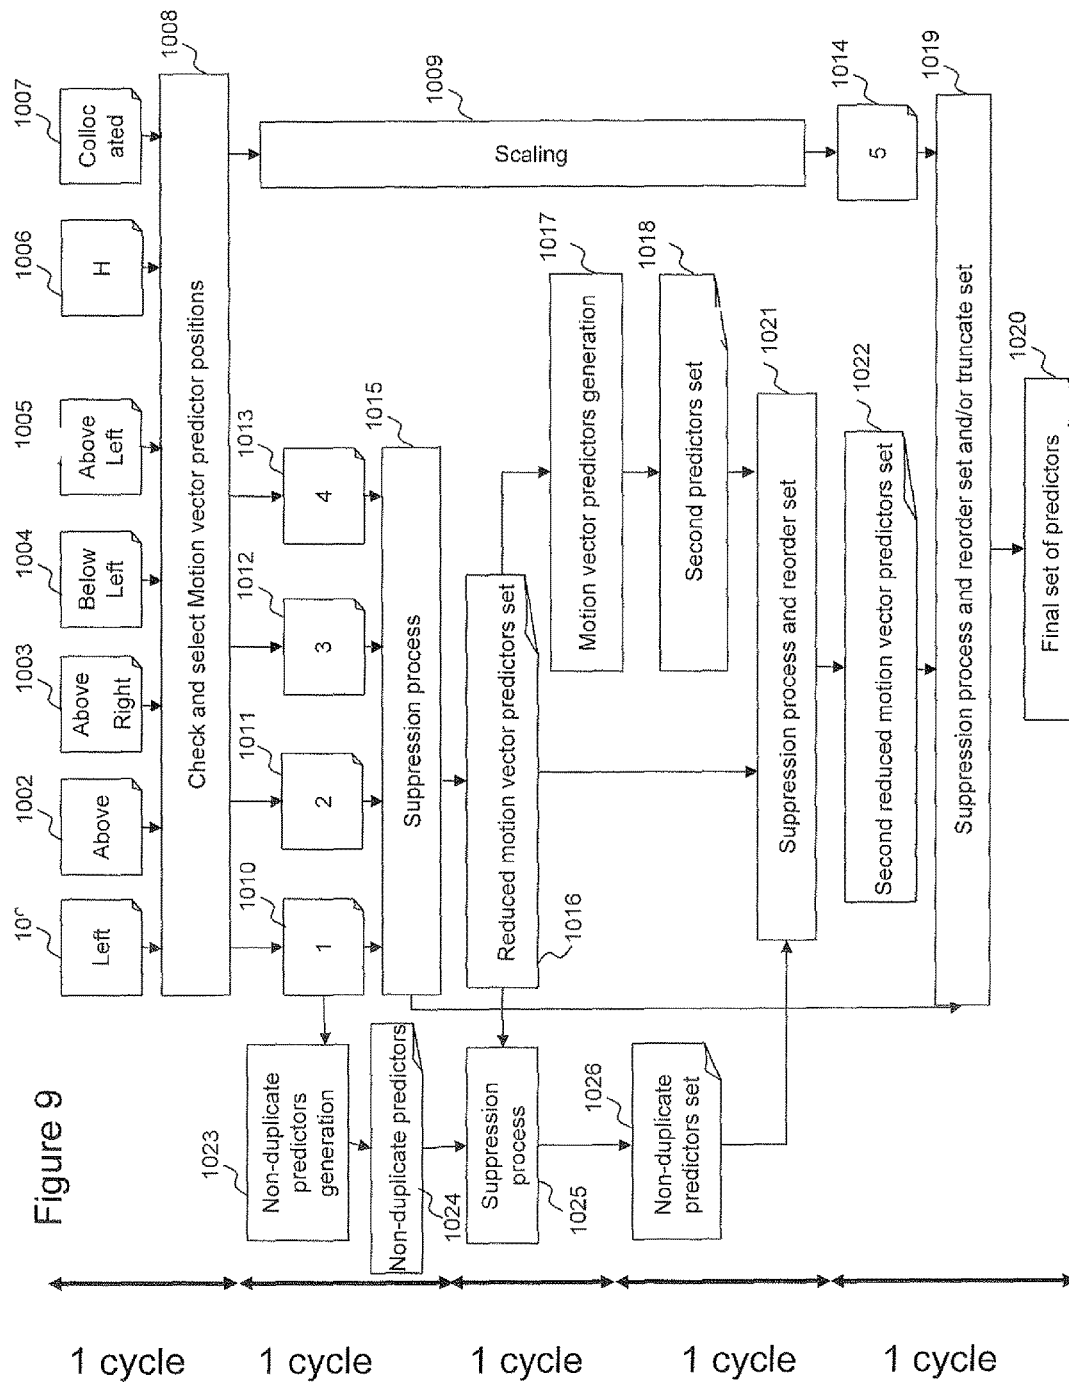 Figure 9
100
1002
1003
1004
1005
1006
1007
Left
Above
Above
Right
Below
Left
Above
Left
H
Colloc
ated
1008
Check and select Motion vector predictor positions
1009
Scaling
1010
1011
1012
1013
1
2
3
4
1023
Non-duplicate
predictors
generation
1015
Suppression process
1024
Non-duplicate predictors
1016
Reduced motion vector predictors set
1025
Suppression
process
1017
Motion vector predictors generation
1018
Second predictors set
1026
Non-duplicate
predictors set
1021
Suppression process and reorder set
1014
5
1022
Second reduced motion vector predictors set
1019
Suppression process and reorder set and/or truncate set
1020
Final set of predictors
1 cycle
1 cycle
1 cycle
1 cycle
1 cycle